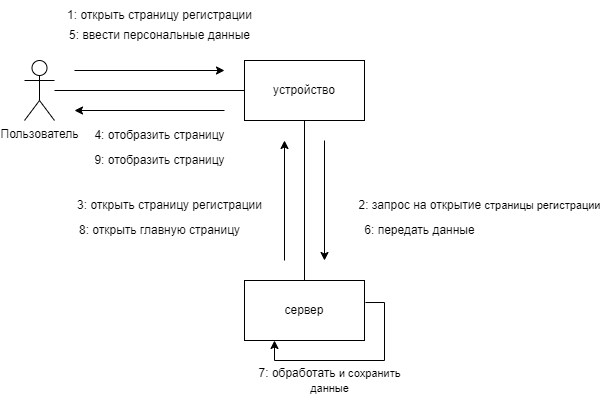 1: открыть страницу регистрации
5: ввести персональные данные
устройство
Пользователь
4: отобразить страницу
9: отобразить страницу
3: открыть страницу регистрации
8: открыть главную страницу
2: запрос на открытие страницы регистрации
6: передать данные
сервер
7: обработать и сохранить
данные